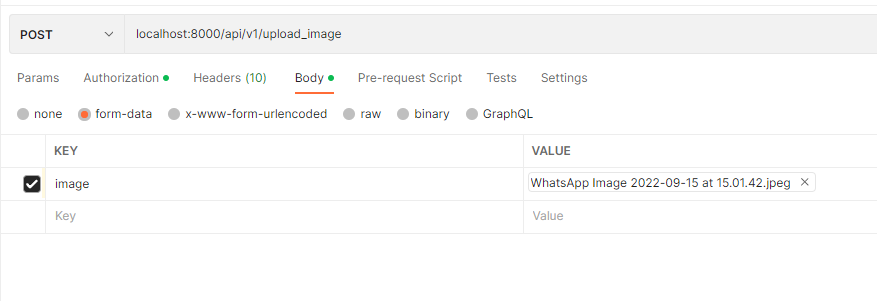 POST localhost:8000/api/v1/upload_image
Params Authorization Headers (10) Body Pre-request Script Tests Settings
none form-data x-www-form-urlencoded raw binary GraphQL
KEY VALUE
image WhatsApp Image 2022-09-15 at 15.01.42.jpeg ×
Key Value